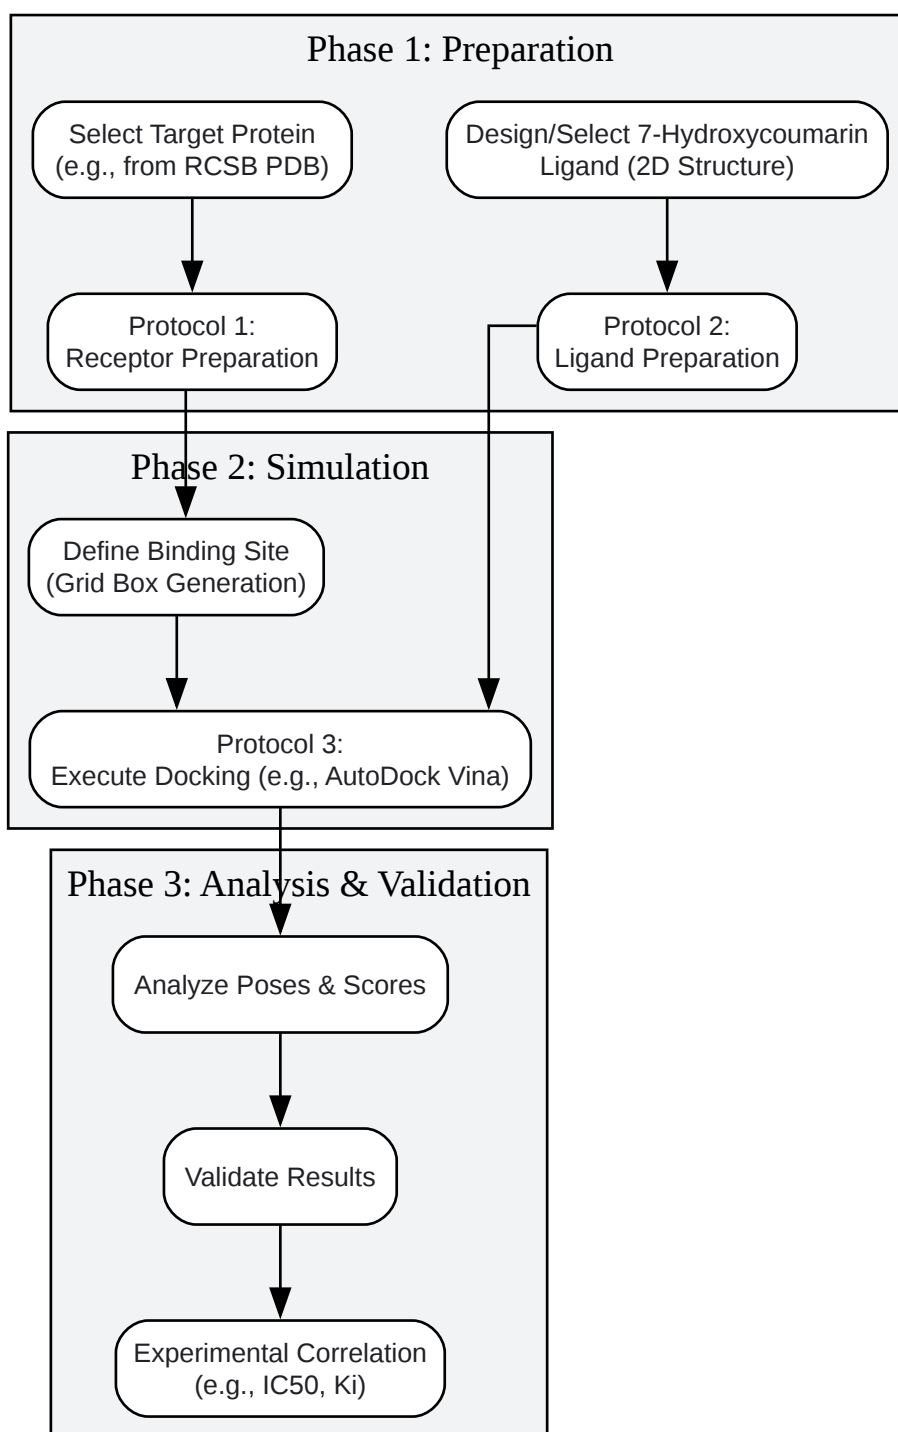 Phase 1: Preparation
Select Target Protein
(e.g., from RCSB PDB)
Design/Select 7-Hydroxycoumarin
Ligand (2D Structure)
Protocol 1:
Receptor Preparation
Protocol 2:
Ligand Preparation
Phase 2: Simulation
Define Binding Site
(Grid Box Generation)
Protocol 3:
Execute Docking (e.g., AutoDock Vina)
Phase 3: Analysis & Validation
Analyze Poses & Scores
Validate Results
Experimental Correlation
(e.g., IC50, Ki)